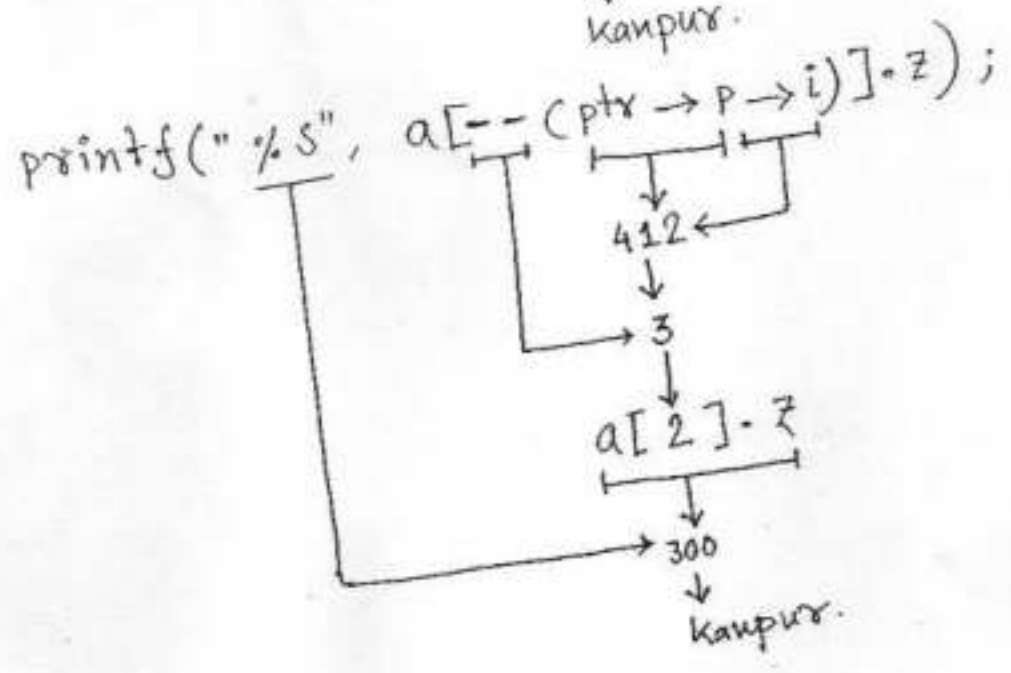 Kanpur.
printf("%s", a[--(ptr → p → i)].z);
412
3
a[2].z
300
Kanpur.